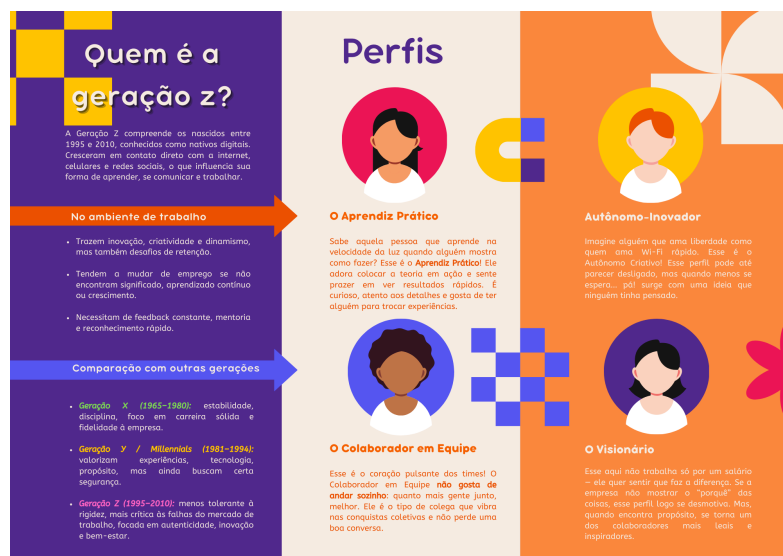 Quem é a
geração z?
A Geração Z compreende os nascidos entre
1995 e 2010, conhecidos como nativos digitais.
Cresceram em contato direto com a internet,
celulares e redes sociais, o que influencia sua
forma de aprender, se comunicar e trabalhar.
No ambiente de trabalho
• Trazem inovação, criatividade e dinamismo,
mas também desafios de retenção.
• Tendem a mudar de emprego se não
encontram significado, aprendizado contínuo
ou crescimento.
• Necessitam de feedback constante, mentoria
e reconhecimento rápido.
Comparação com outras gerações
• Geração X (1965–1980): estabilidade,
disciplina, foco em carreira sólida e
fidelidade à empresa.
• Geração Y / Millennials (1981–1994):
valorizam experiências, tecnologia,
propósito, mas ainda buscam certa
segurança.
• Geração Z (1995–2010): menos tolerante à
rigidez, mais crítica às falhas do mercado de
trabalho, focada em autenticidade, inovação
e bem-estar.
Perfis
O Aprendiz Prático
Sabe aquela pessoa que aprende na
velocidade da luz quando alguém mostra
como fazer? Esse é o Aprendiz Prático! Ele
adora colocar a teoria em ação e sente
prazer em ver resultados rápidos. É
curioso, atento aos detalhes e gosta de ter
alguém para trocar experiências.
O Colaborador em Equipe
Esse é o coração pulsante dos times! O
Colaborador em Equipe não gosta de
andar sozinho: quanto mais gente junto,
melhor. Ele é o tipo de colega que vibra
nas conquistas coletivas e não perde uma
boa conversa.
Autônomo-Inovador
Imagine alguém que ama liberdade como
quem ama Wi-Fi rápido. Esse é o
Autônomo Criativo! Esse perfil pode até
parecer desligado, mas quando menos se
espera… pá! surge com uma ideia que
ninguém tinha pensado.
O Visionário
Esse aqui não trabalha só por um salário
— ele quer sentir que faz a diferença. Se a
empresa não mostrar o "porquê" das
coisas, esse perfil logo se desmotiva. Mas,
quando encontra propósito, se torna um
dos colaboradores mais leais e
inspiradores.